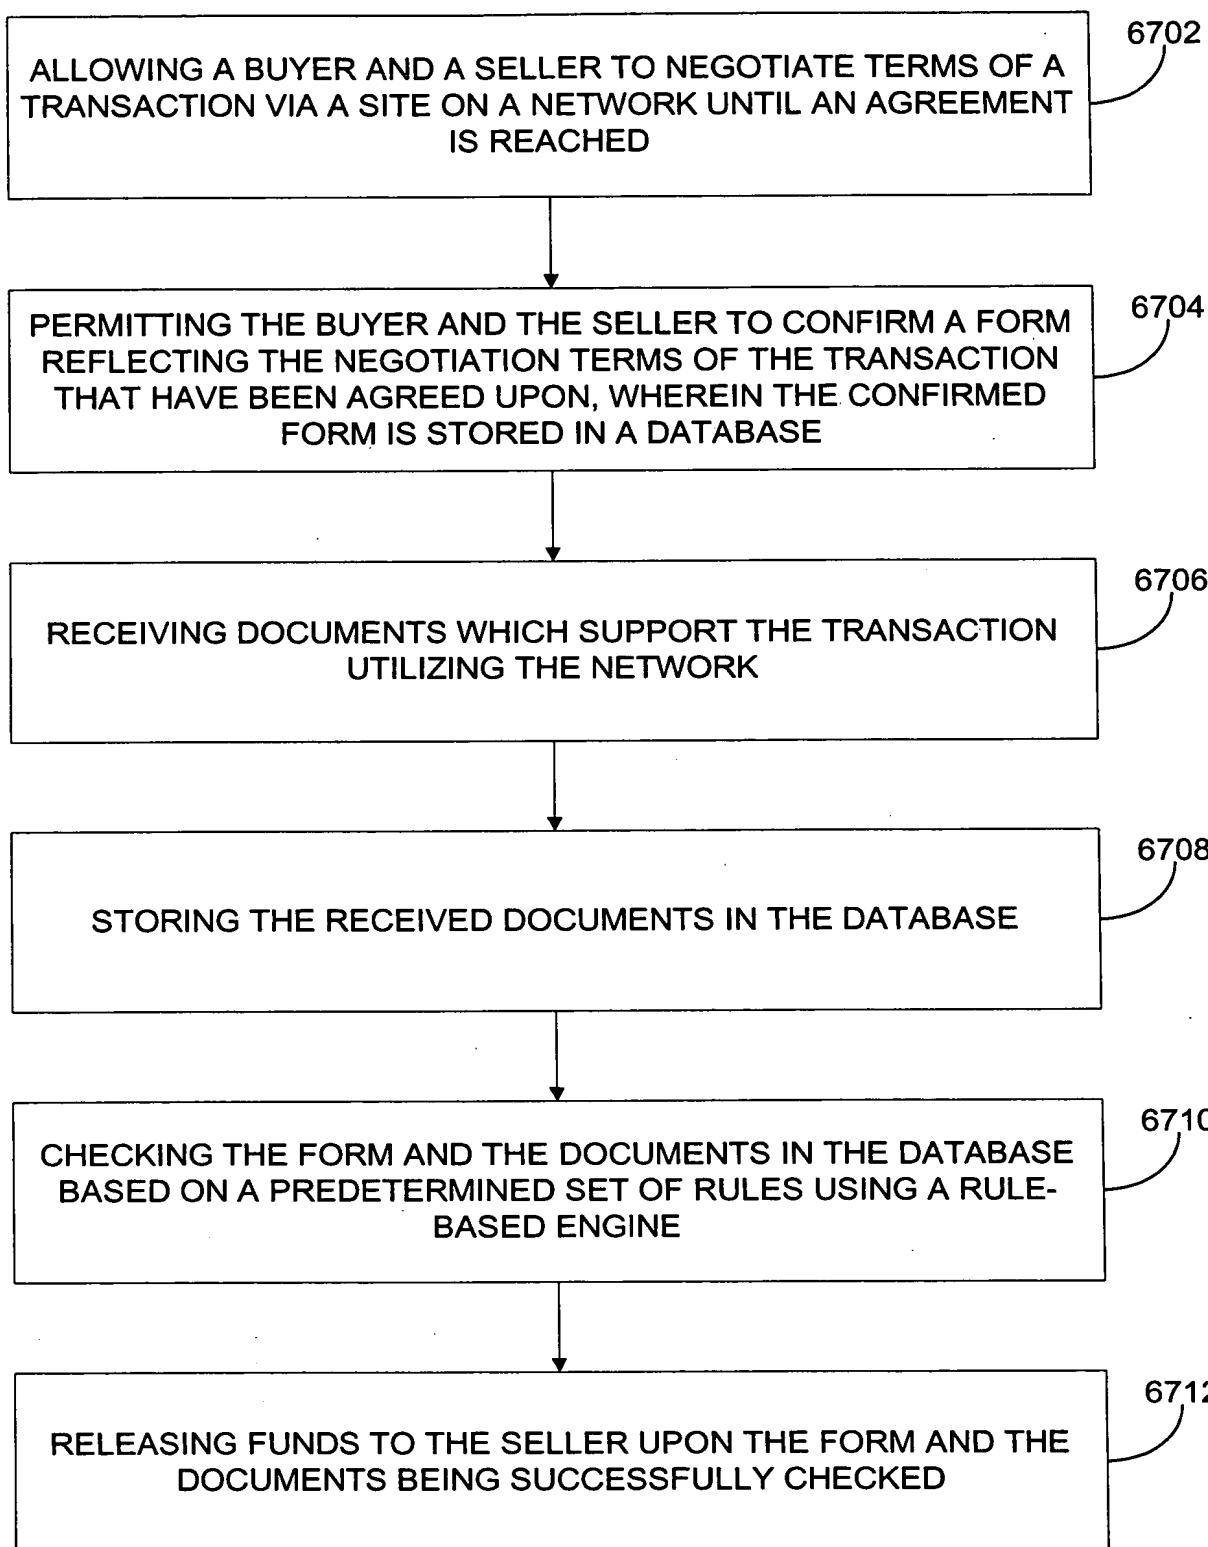 6702
ALLOWING A BUYER AND A SELLER TO NEGOTIATE TERMS OF A
TRANSACTION VIA A SITE ON A NETWORK UNTIL AN AGREEMENT
IS REACHED
6704
PERMITTING THE BUYER AND THE SELLER TO CONFIRM A FORM
REFLECTING THE NEGOTIATION TERMS OF THE TRANSACTION
THAT HAVE BEEN AGREED UPON, WHEREIN THE CONFIRMED
FORM IS STORED IN A DATABASE
6706
RECEIVING DOCUMENTS WHICH SUPPORT THE TRANSACTION
UTILIZING THE NETWORK
6708
STORING THE RECEIVED DOCUMENTS IN THE DATABASE
6710
CHECKING THE FORM AND THE DOCUMENTS IN THE DATABASE
BASED ON A PREDETERMINED SET OF RULES USING A RULE-
BASED ENGINE
6712
RELEASING FUNDS TO THE SELLER UPON THE FORM AND THE
DOCUMENTS BEING SUCCESSFULLY CHECKED